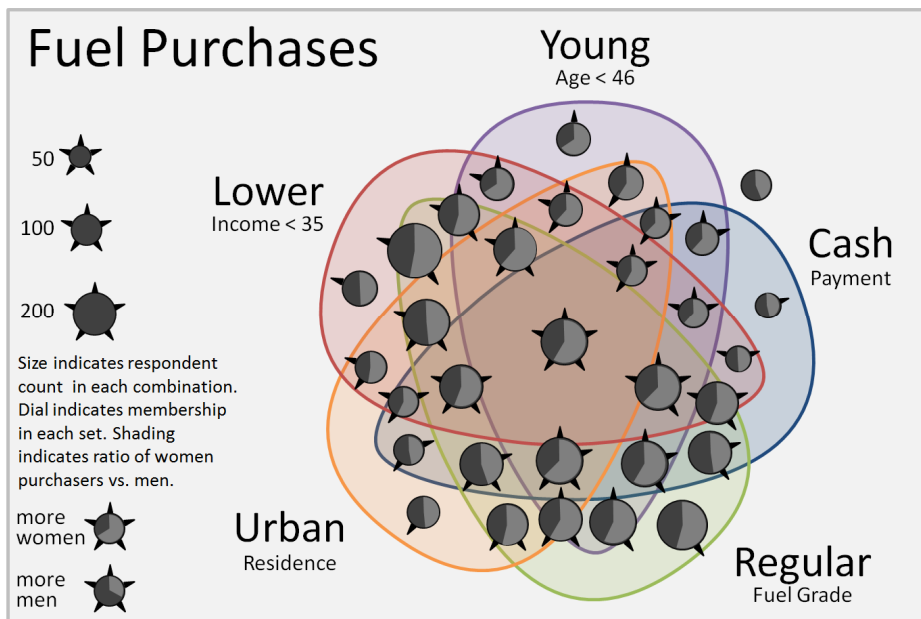 Fuel Purchases
Young
Age < 46
50
Lower
Income < 35
100
Cash
Payment
200
Size indicates respondent
count in each combination.
Dial indicates membership
in each set. Shading
indicates ratio of women
purchasers vs. men.
more
women
Urban
Residence
more
men
Regular
Fuel Grade